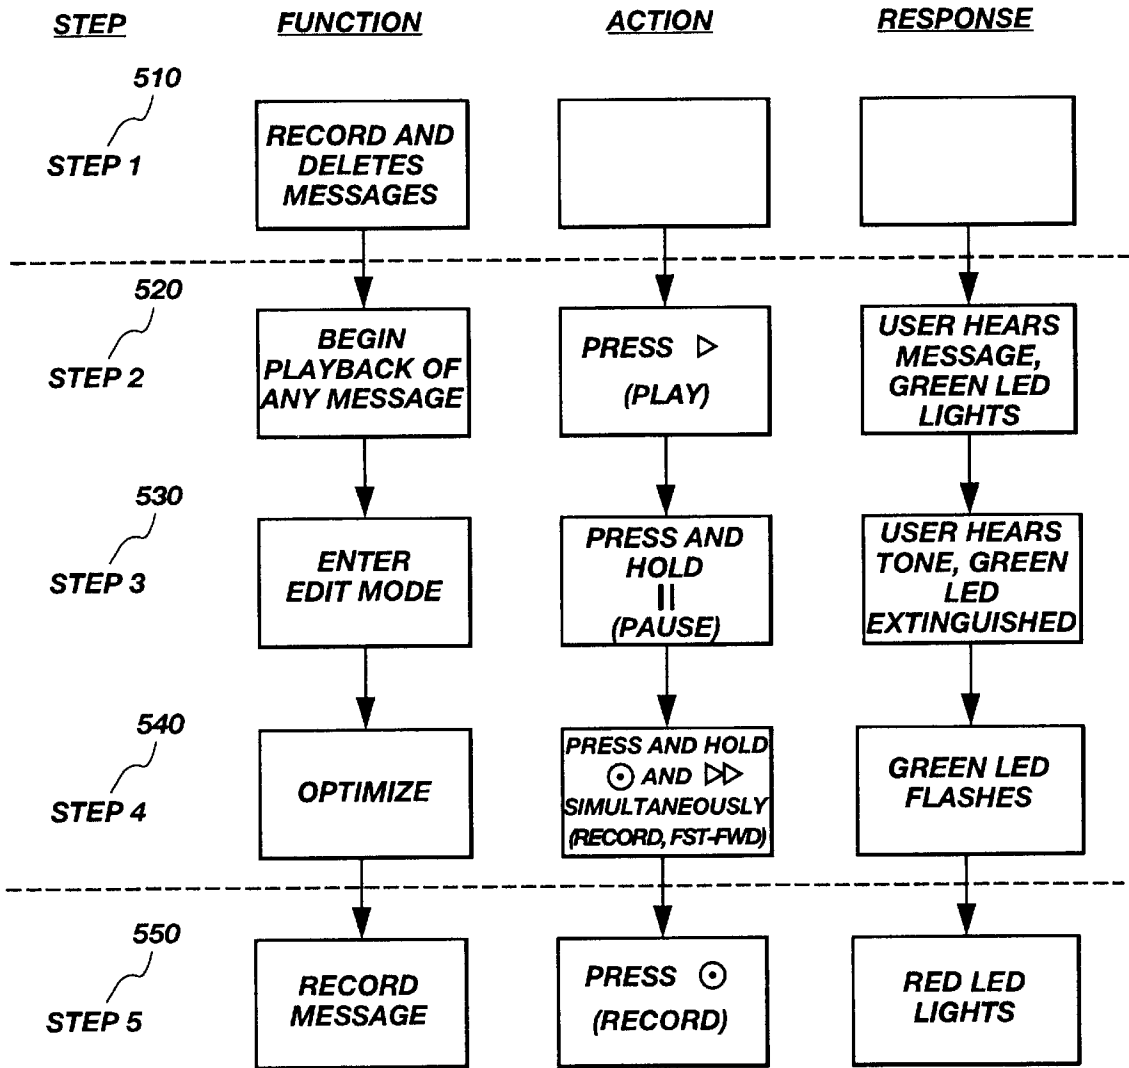 STEP FUNCTION ACTION RESPONSE
510
STEP 1
RECORD AND
DELETES
MESSAGES
520
STEP 2
BEGIN
PLAYBACK OF
ANY MESSAGE
PRESS
(PLAY)
USER HEARS
MESSAGE,
GREEN LED
LIGHTS
530
STEP 3
ENTER
EDIT MODE
PRESS AND
HOLD
(PAUSE)
USER HEARS
TONE, GREEN
LED
EXTINGUISHED
540
STEP 4
OPTIMIZE
PRESS AND HOLD
AND
SIMULTANEOUSLY
(RECORD, FST-FWD)
GREEN LED
FLASHES
550
STEP 5
RECORD
MESSAGE
PRESS
(RECORD)
RED LED
LIGHTS